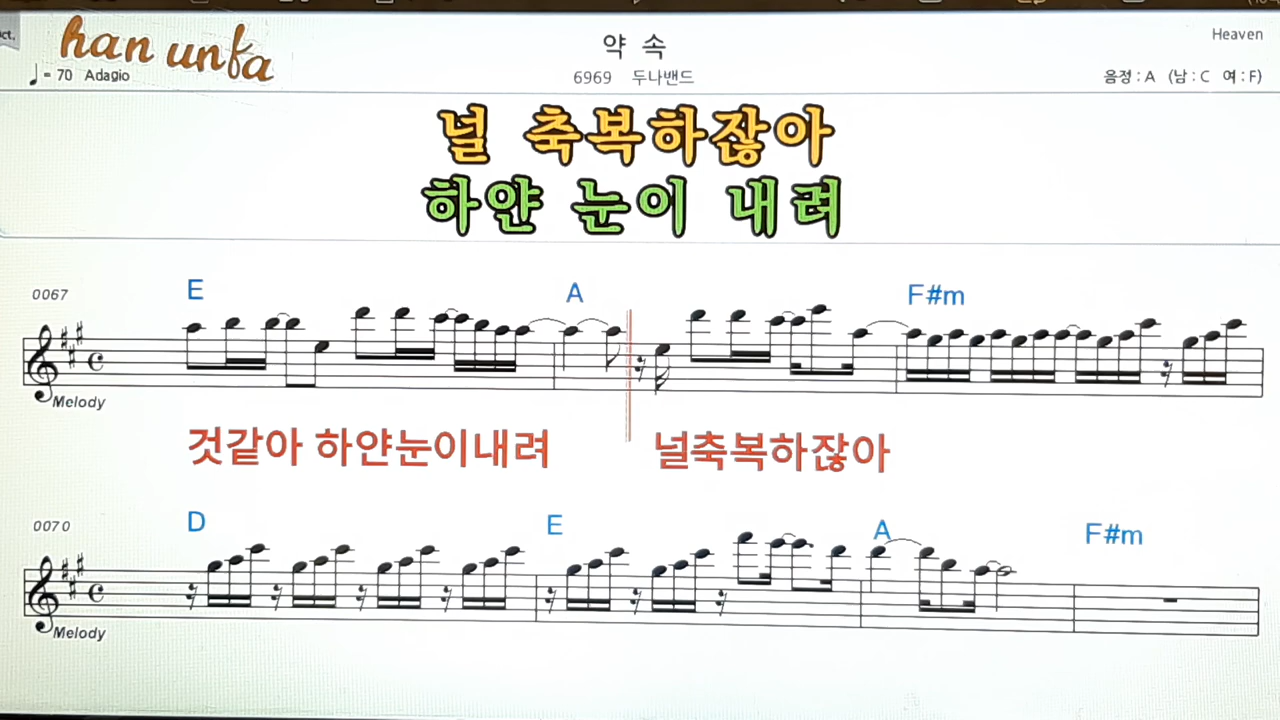 han unfa
♩= 70 Adagio
약 속
6969 두나밴드
Heaven
음정 : A (남 : C 여 : F)
널 축복하잖아
하얀 눈이 내려
0067
E A F#m
Melody
것같아 하얀눈이내려 널축복하잖아
0070
D E A F#m
Melody